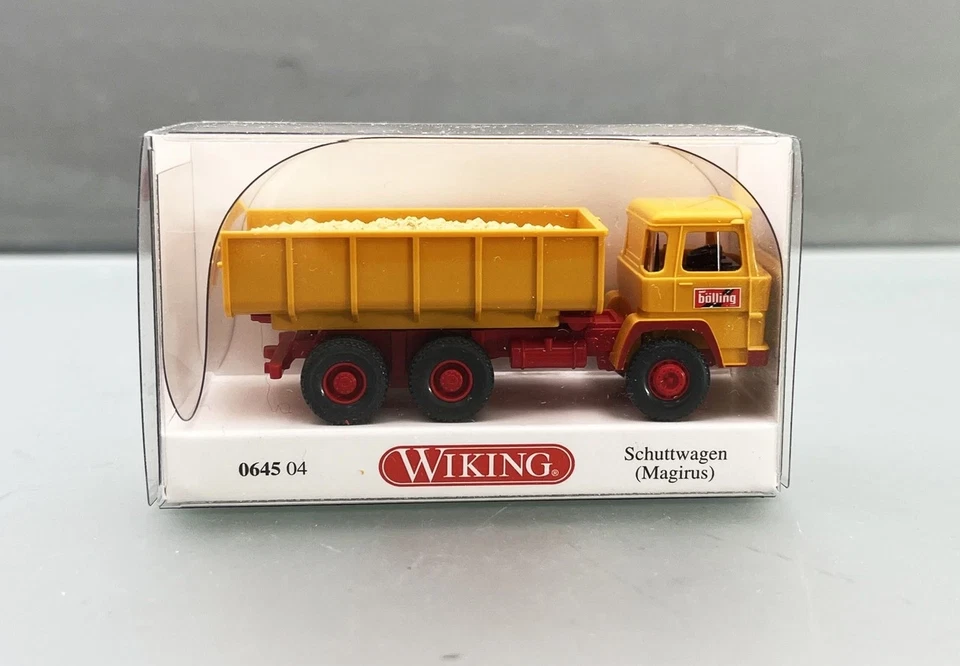 bölling
0645 04
WIKING®
Schuttwagen
(Magirus)